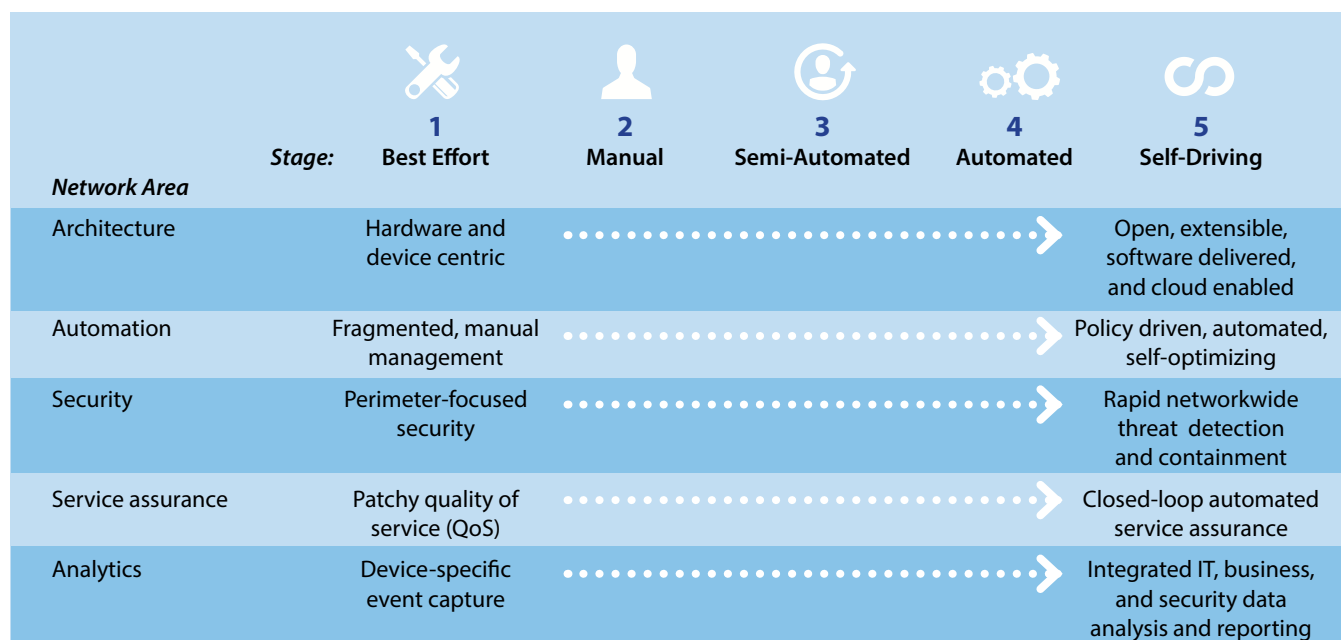 1
2
3
4
5
Stage:
Best Effort
Manual
Semi-Automated
Automated
Self-Driving
Network Area
Architecture
Hardware and
device centric
Open, extensible,
software delivered,
and cloud enabled
Automation
Fragmented, manual
management
Policy driven, automated,
self-optimizing
Security
Perimeter-focused
security
Rapid networkwide
threat detection
and containment
Service assurance
Patchy quality of
service (QoS)
Closed-loop automated
service assurance
Analytics
Device-specific
event capture
Integrated IT, business,
and security data
analysis and reporting